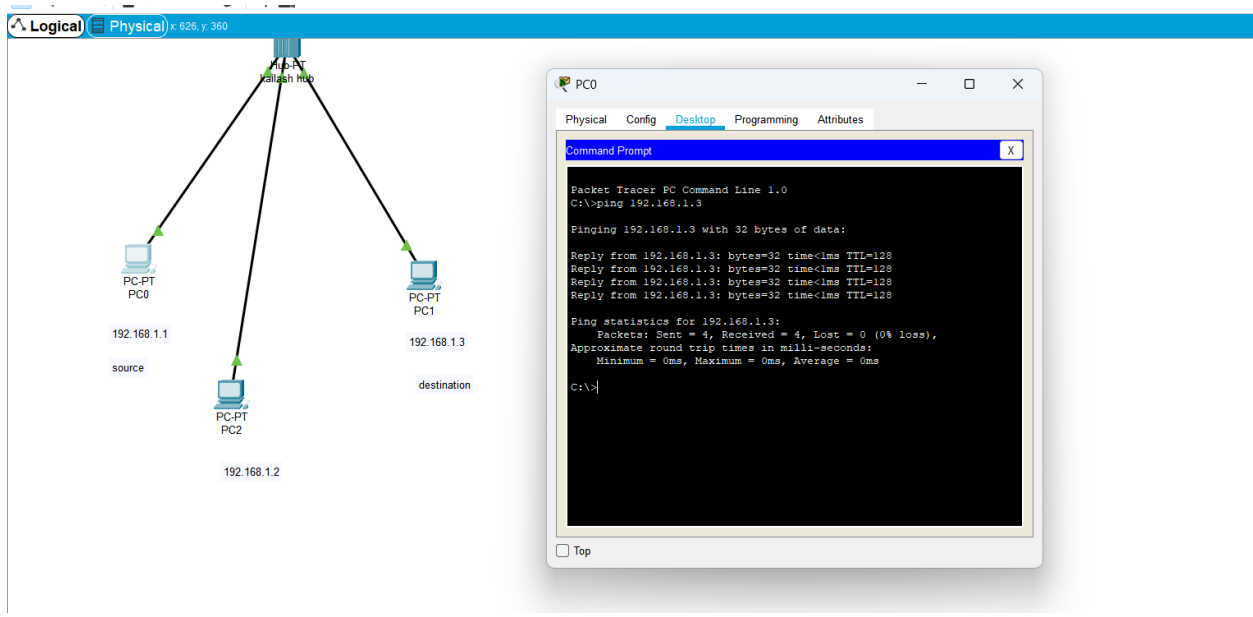 Logical Physical x: 626, y: 360
Hub-PT
kailash hub
PC-PT
PC0
192.168.1.1
source
PC-PT
PC2
192.168.1.2
PC-PT
PC1
192.168.1.3
destination
PC0
Physical Config Desktop Programming Attributes
Command Prompt X
Packet Tracer PC Command Line 1.0
C:\>ping 192.168.1.3
Pinging 192.168.1.3 with 32 bytes of data:
Reply from 192.168.1.3: bytes=32 time<1ms TTL=128
Reply from 192.168.1.3: bytes=32 time<1ms TTL=128
Reply from 192.168.1.3: bytes=32 time<1ms TTL=128
Reply from 192.168.1.3: bytes=32 time<1ms TTL=128
Ping statistics for 192.168.1.3:
Packets: Sent = 4, Received = 4, Lost = 0 (0% loss),
Approximate round trip times in milli-seconds:
Minimum = 0ms, Maximum = 0ms, Average = 0ms
C:\>
Top